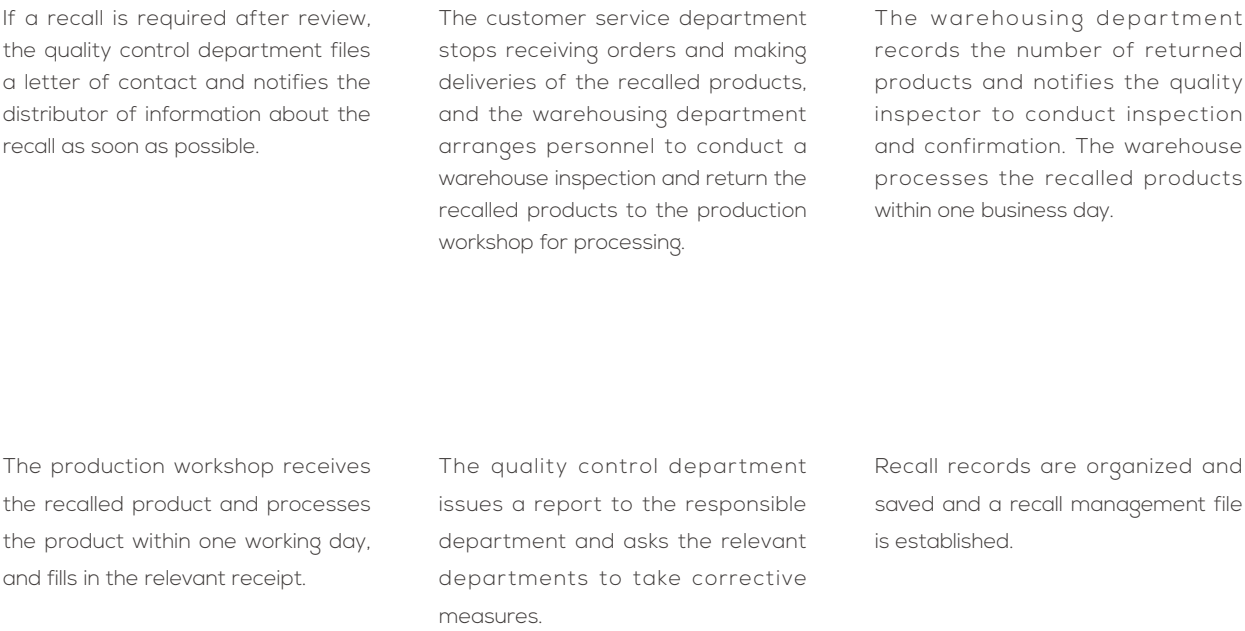 If a recall is required after review,
the quality control department files
a letter of contact and notifies the
distributor of information about the
recall as soon as possible.
The customer service department
stops receiving orders and making
deliveries of the recalled products,
and the warehousing department
arranges personnel to conduct a
warehouse inspection and return the
recalled products to the production
workshop for processing.
The warehousing department
records the number of returned
products and notifies the quality
inspector to conduct inspection
and confirmation. The warehouse
processes the recalled products
within one business day.
The production workshop receives
the recalled product and processes
the product within one working day,
and fills in the relevant receipt.
The quality control department
issues a report to the responsible
department and asks the relevant
departments to take corrective
measures.
Recall records are organized and
saved and a recall management file
is established.